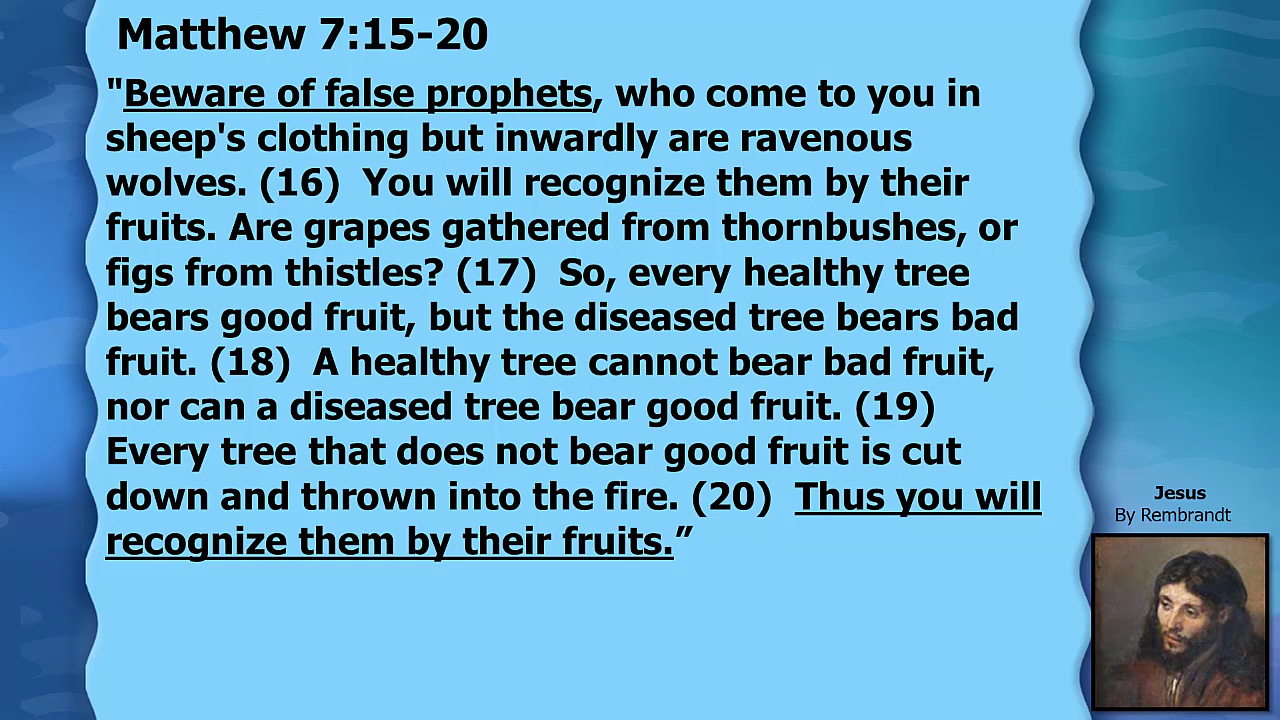 Matthew 7:15-20
"Beware of false prophets, who come to you in
sheep's clothing but inwardly are ravenous
wolves. (16)  You will recognize them by their
fruits. Are grapes gathered from thornbushes, or
figs from thistles? (17)  So, every healthy tree
bears good fruit, but the diseased tree bears bad
fruit. (18)  A healthy tree cannot bear bad fruit,
nor can a diseased tree bear good fruit. (19)
Every tree that does not bear good fruit is cut
down and thrown into the fire. (20)  Thus you will
recognize them by their fruits.”
Jesus
By Rembrandt